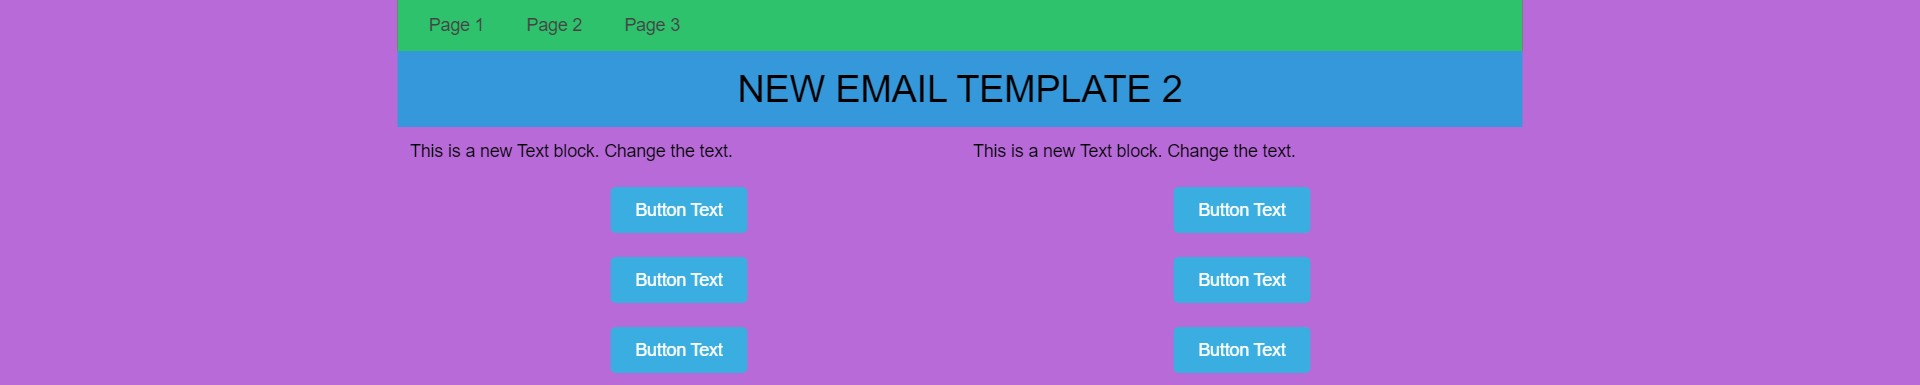 Page 1 Page 2 Page 3
NEW EMAIL TEMPLATE 2
This is a new Text block. Change the text.
Button Text
Button Text
Button Text
This is a new Text block. Change the text.
Button Text
Button Text
Button Text